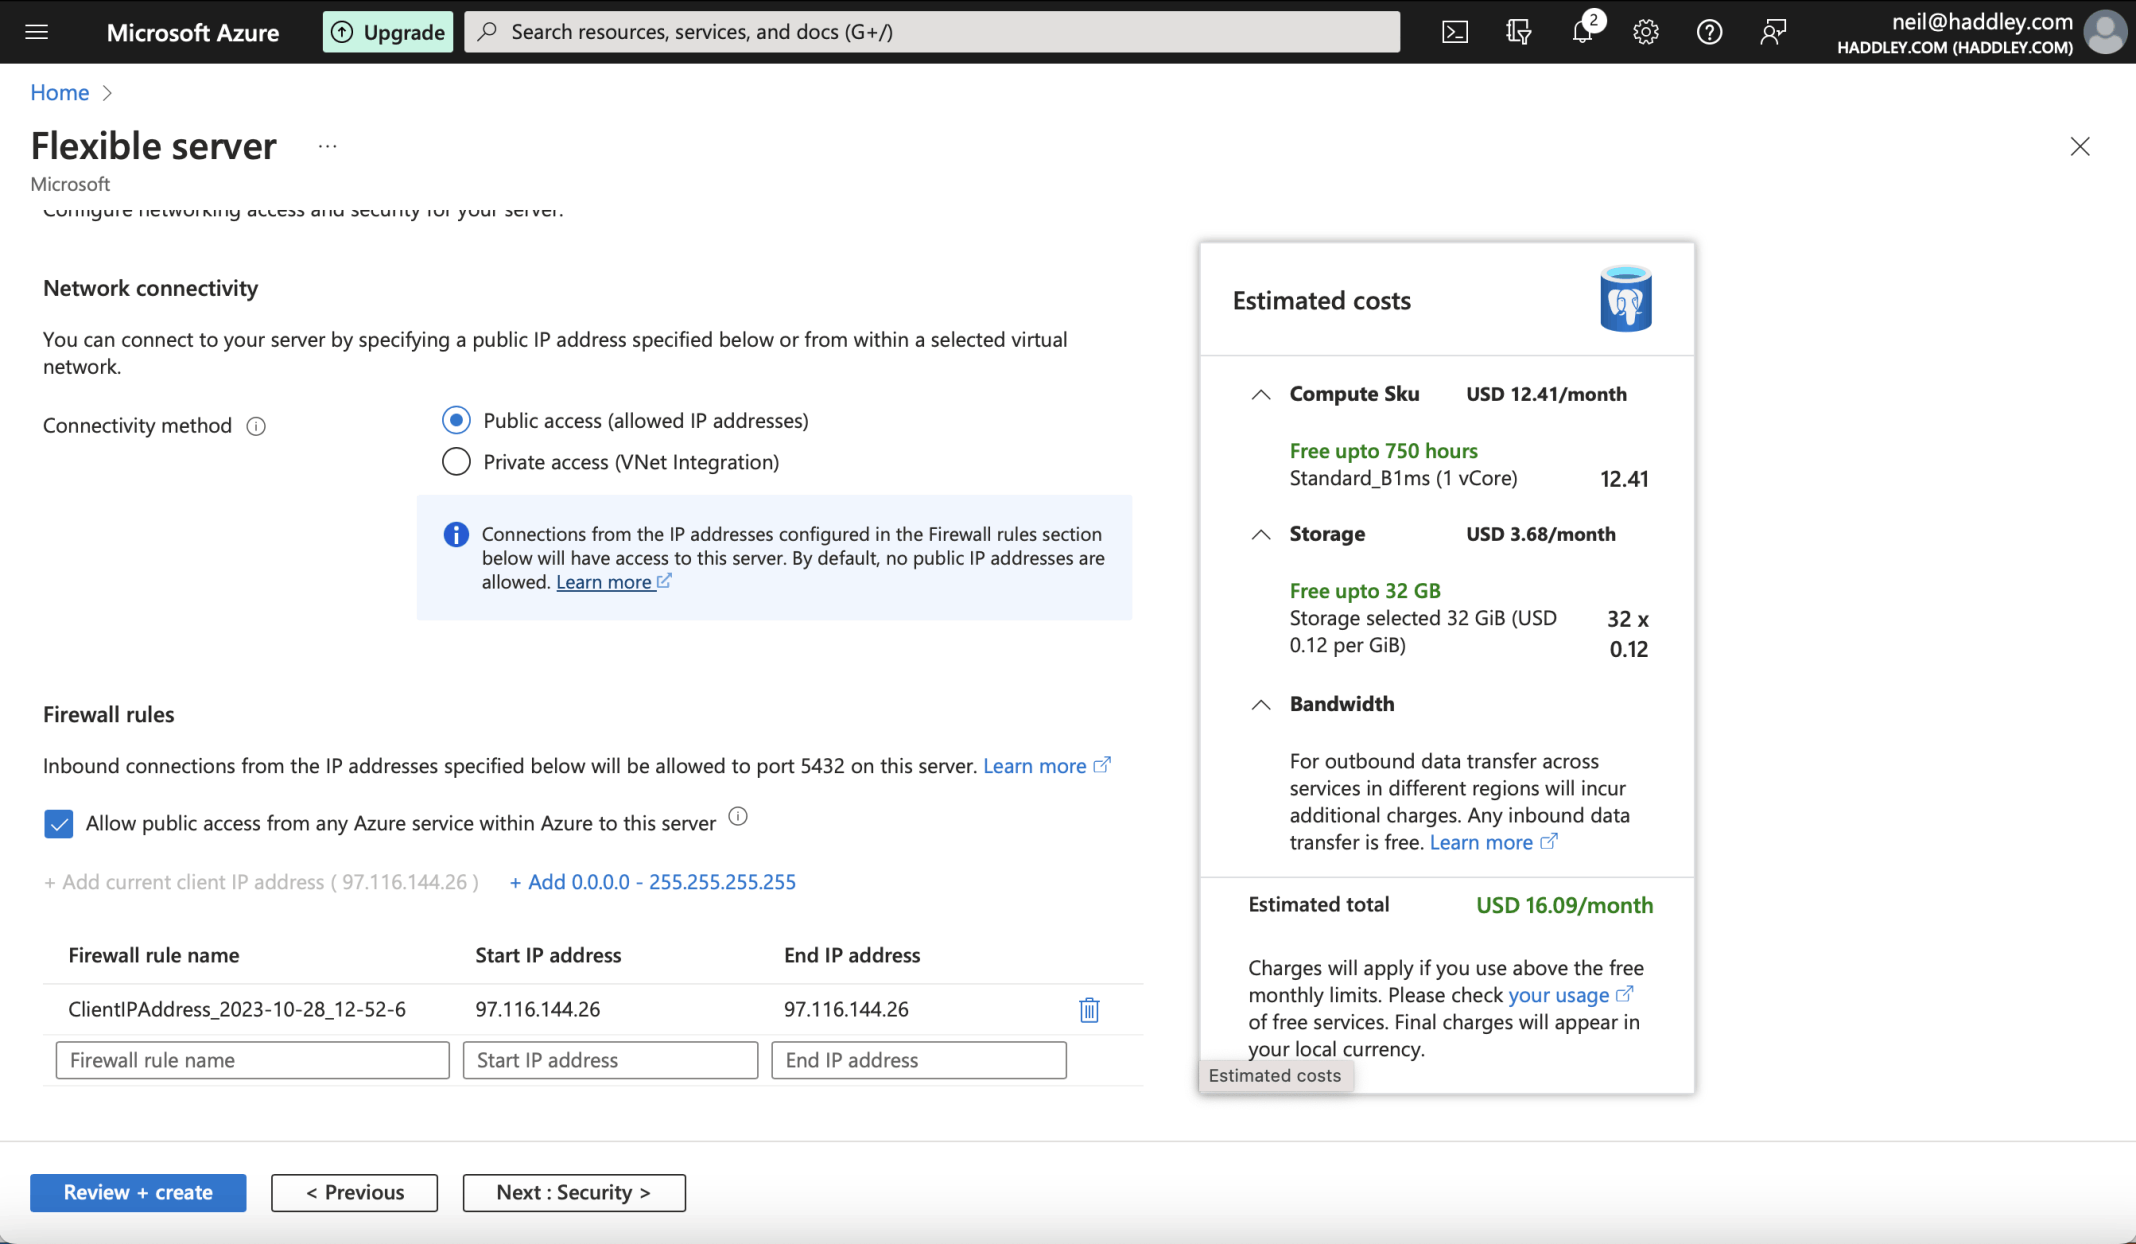 Microsoft Azure
Upgrade
Search resources, services, and docs (G+/)
2
neil@haddley.com
HADDLEY.COM (HADDLEY.COM)
Home
Flexible server
...
Microsoft
Configure networking access and security for your server.
Network connectivity
You can connect to your server by specifying a public IP address specified below or from within a selected virtual
network.
Connectivity method
Public access (allowed IP addresses)
Private access (VNet Integration)
Connections from the IP addresses configured in the Firewall rules section
below will have access to this server. By default, no public IP addresses are
allowed. Learn more
Firewall rules
Inbound connections from the IP addresses specified below will be allowed to port 5432 on this server. Learn more
Allow public access from any Azure service within Azure to this server
+ Add current client IP address ( 97.116.144.26 )
+ Add 0.0.0.0 - 255.255.255.255
Firewall rule name Start IP address End IP address
ClientIPAddress_2023-10-28_12-52-6 97.116.144.26 97.116.144.26
Firewall rule name Start IP address End IP address
Estimated costs
Compute Sku USD 12.41/month
Free upto 750 hours
Standard_B1ms (1 vCore) 12.41
Storage USD 3.68/month
Free upto 32 GB
Storage selected 32 GiB (USD 32 x
0.12 per GiB) 0.12
Bandwidth
For outbound data transfer across
services in different regions will incur
additional charges. Any inbound data
transfer is free. Learn more
Estimated total USD 16.09/month
Charges will apply if you use above the free
monthly limits. Please check your usage
of free services. Final charges will appear in
your local currency.
Estimated costs
Review + create
< Previous
Next : Security >